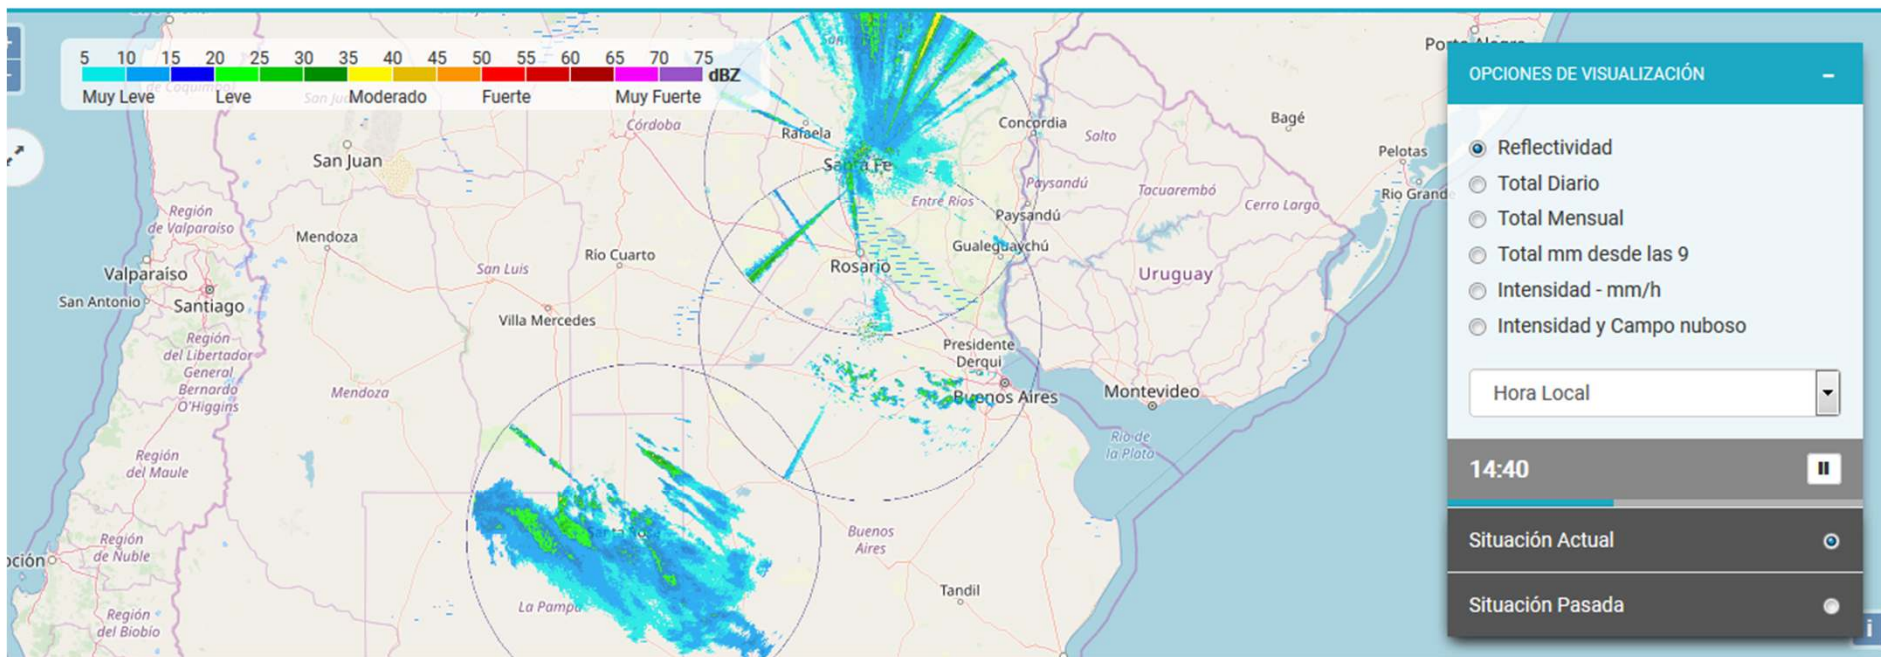 5 10 15 20 25 30 35 40 45 50 55 60 65 70 75
dBZ
Muy Leve Leve Moderado Fuerte Muy Fuerte
OPCIONES DE VISUALIZACIÓN
Reflectividad
Total Diario
Total Mensual
Total mm desde las 9
Intensidad - mm/h
Intensidad y Campo nuboso
Hora Local
14:40
Situación Actual
Situación Pasada
Córdoba
Rafaela
Santa Fe
Concordia
Salto
Bagé
Pelotas
Rio Grande
San Juan
Paysandú
Tacuarembó
Cerro Largo
Entre Ríos
Paysandú
Región
de Valparaíso
Mendoza
Río Cuarto
San Luis
Rosario
Gualeguaychú
Uruguay
Valparaíso
San Antonio
Santiago
Villa Mercedes
Región
del Libertador
General
Bernardo
O'Higgins
Mendoza
Presidente
Derqui
Buenos Aires
Montevideo
Río de
la Plata
Región
del Maule
Buenos
Aires
Región
de Ñuble
Tandil
La Pampa
Región
del Biobío